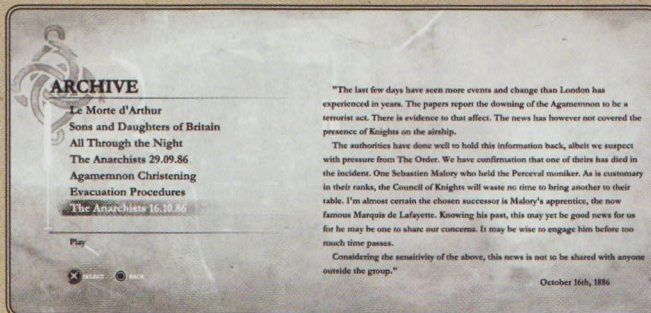 ARCHIVE
Le Morte d'Arthur
Sons and Daughters of Britain
All Through the Night
The Anarchists 29.09.86
Agamemnon Christening
Evacuation Procedures
The Anarchists 16.10.86
Play
SELECT BACK
"The last few days have seen more events and change than London has
experienced in years. The papers report the downing of the Agamemnon to be a
terrorist act. There is evidence to that affect. The news has however not covered the
presence of Knights on the airship.
The authorities have done well to hold this information back, albeit we suspect
with pressure from The Order. We have confirmation that one of theirs has died in
the incident. One Sebastien Malory who held the Perceval moniker. As is customary
in their ranks, the Council of Knights will waste no time to bring another to their
table. I'm almost certain the chosen successor is Malory's apprentice, the now
famous Marquis de Lafayette. Knowing his past, this may yet be good news for us
for he may be one to share our concerns. It may be wise to engage him before too
much time passes.
Considering the sensitivity of the above, this news is not to be shared with anyone
outside the group."
October 16th, 1886